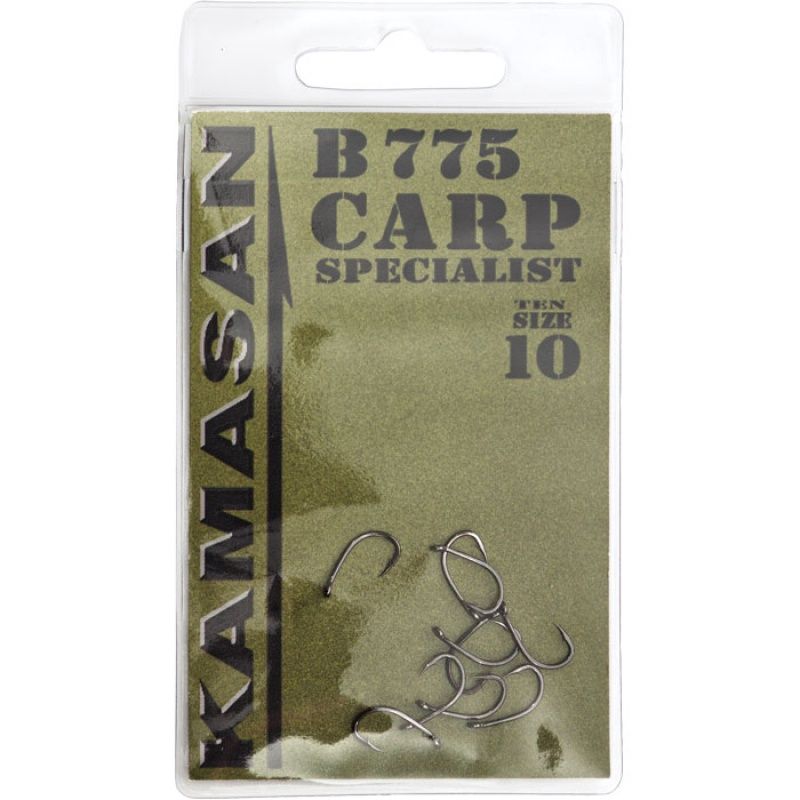 KAMASAN
B 775
CARP
SPECIALIST
TEN
SIZE
10